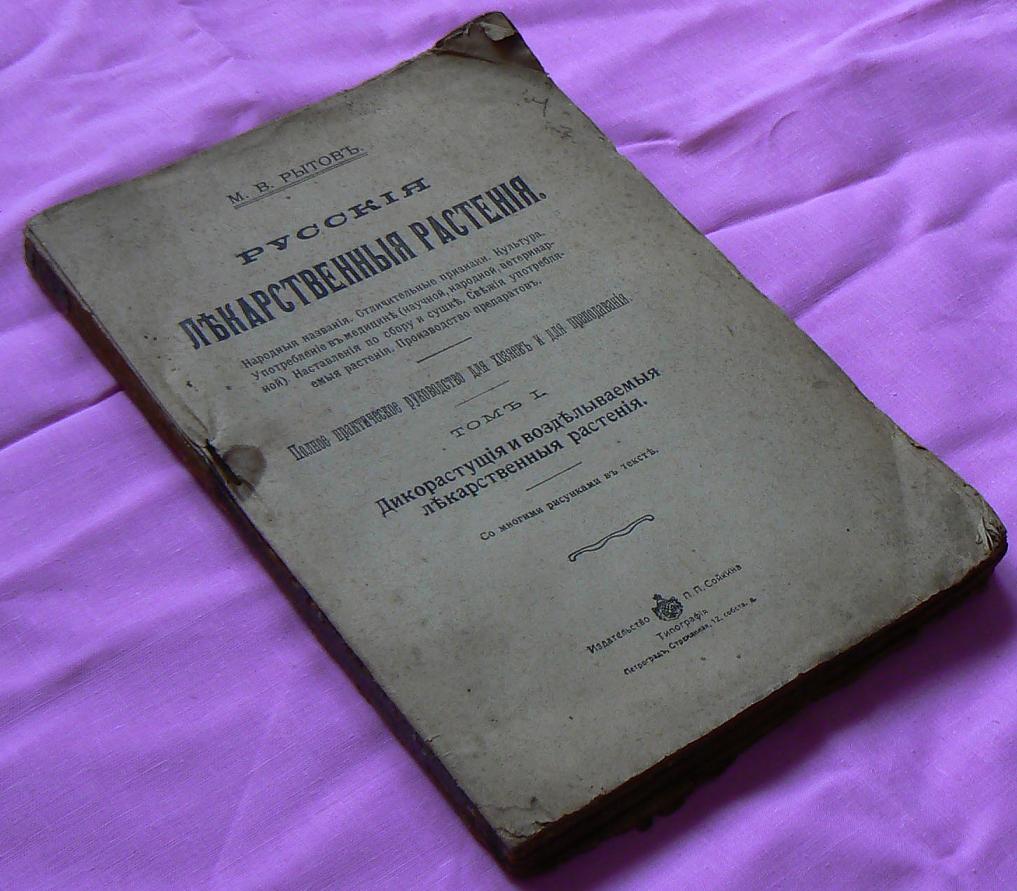 М. В. РЫТОВЪ.
РУССКІЯ
ЛѢКАРСТВЕННЫЯ РАСТЕНІЯ.
Народныя названія. Отличительные признаки. Культура.
Употребленіе въ медицинѣ (научной, народной, ветеринар-
ной). Наставленія по сбору и сушкѣ. Свѣжія употребля-
емыя растенія. Производство препаратовъ.
Полное практическое руководство для хозяевъ и для преподаванія.
ТОМЪ I.
Дикорастущія и воздѣлываемыя
лѣкарственныя растенія.
Со многими рисунками въ текстѣ.
Издательство П. П. Сойкина
Типографія
Петроградъ, Стремянная, 12, собств. д.